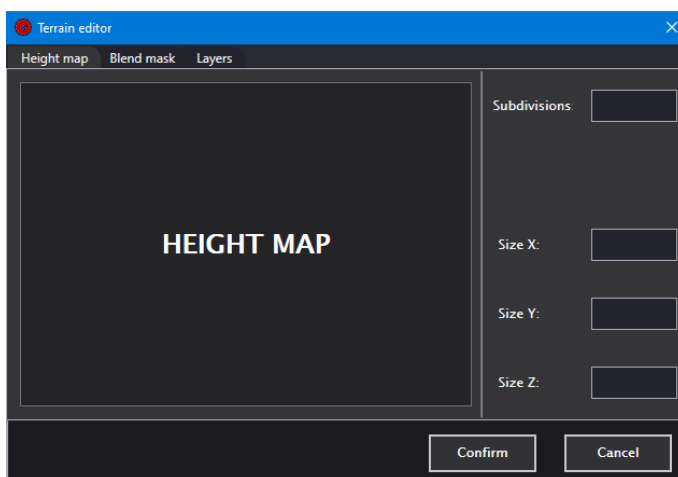 Terrain editor
Height map Blend mask Layers
HEIGHT MAP
Subdivisions:
Size X:
Size Y:
Size Z:
Confirm Cancel